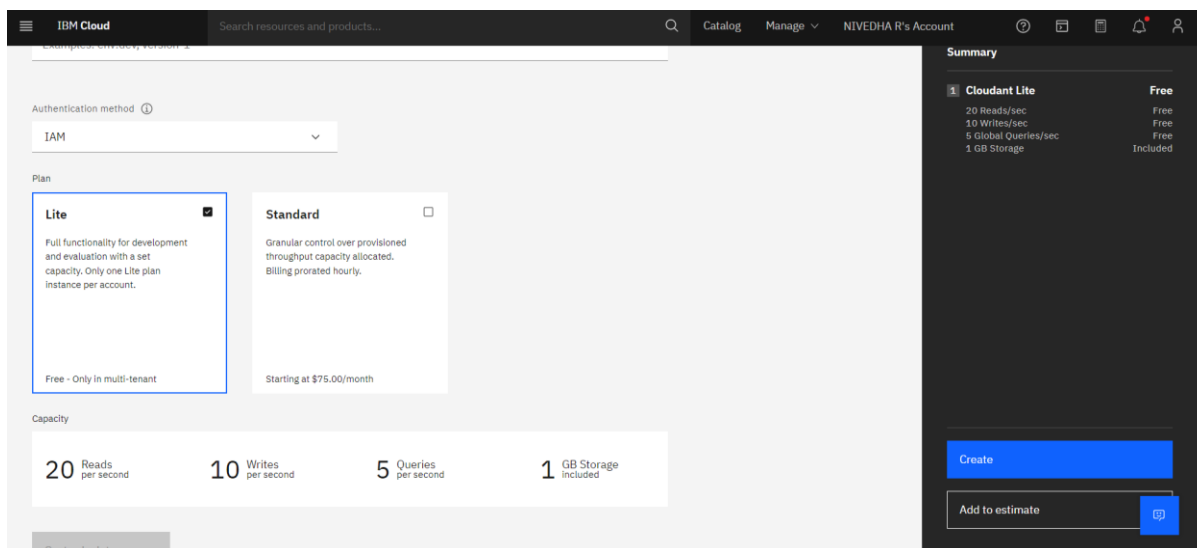 IBM Cloud
Search resources and products...
Catalog
Manage
NIVEDHA R's Account
Examples: env:dev, version-1
Authentication method
IAM
Plan
Lite
Full functionality for development
and evaluation with a set
capacity. Only one Lite plan
instance per account.
Free - Only in multi-tenant
Standard
Granular control over provisioned
throughput capacity allocated.
Billing prorated hourly.
Starting at $75.00/month
Capacity
20 Reads
per second
10 Writes
per second
5 Queries
per second
1 GB Storage
included
Summary
1 Cloudant Lite Free
20 Reads/sec Free
10 Writes/sec Free
5 Global Queries/sec Free
1 GB Storage Included
Create
Add to estimate